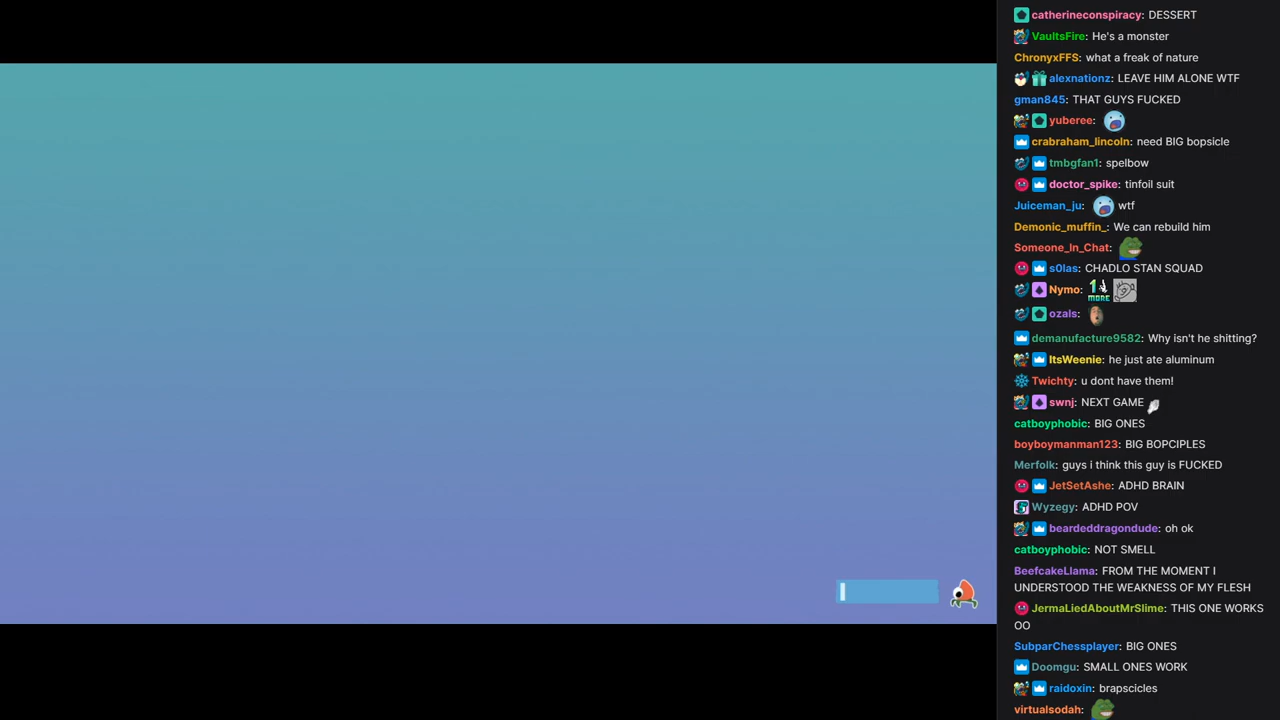 catherineconspiracy: DESSERT
VaultsFire: He's a monster
ChronyxFFS: what a freak of nature
alexnationz: LEAVE HIM ALONE WTF
gman845: THAT GUYS FUCKED
yuberee:
crabraham_lincoln: need BIG bopsicle
tmbgfan1: spelbow
doctor_spike: tinfoil suit
Juiceman_ju: wtf
Demonic_muffin_: We can rebuild him
Someone_In_Chat:
s0las: CHADLO STAN SQUAD
Nymo: 1 MORE
ozals:
demanufacture9582: Why isn't he shitting?
ItsWeenie: he just ate aluminum
Twichty: u dont have them!
swnj: NEXT GAME
catboyphobic: BIG ONES
boyboymanman123: BIG BOPCIPLES
Merfolk: guys i think this guy is FUCKED
JetSetAshe: ADHD BRAIN
Wyzegy: ADHD POV
beardeddragondude: oh ok
catboyphobic: NOT SMELL
BeefcakeLlama: FROM THE MOMENT I
UNDERSTOOD THE WEAKNESS OF MY FLESH
JermaLiedAboutMrSlime: THIS ONE WORKS
OO
SubparChessplayer: BIG ONES
Doomgu: SMALL ONES WORK
raidoxin: brapscicles
virtualsodah: